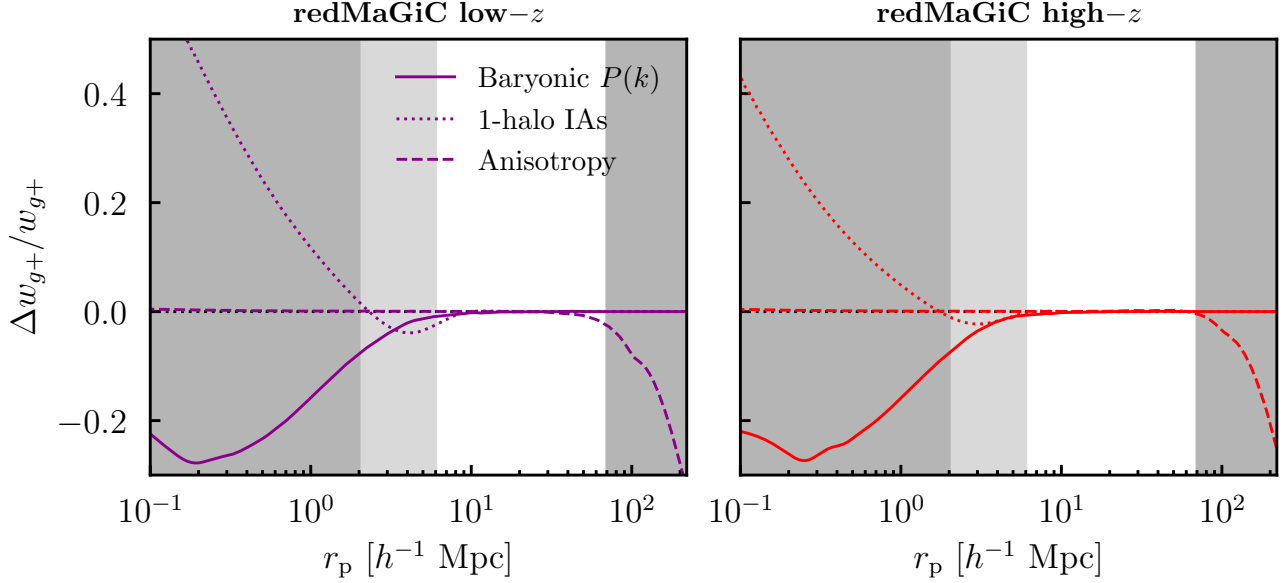 redMaGiC low−z
redMaGiC high−z
Δw_{g+}/w_{g+}
0.4
0.2
0.0
−0.2
Baryonic P(k)
1-halo IAs
Anisotropy
10^{−1}
10^{0}
10^{1}
10^{2}
10^{−1}
10^{0}
10^{1}
10^{2}
r_p [h^{−1} Mpc]
r_p [h^{−1} Mpc]